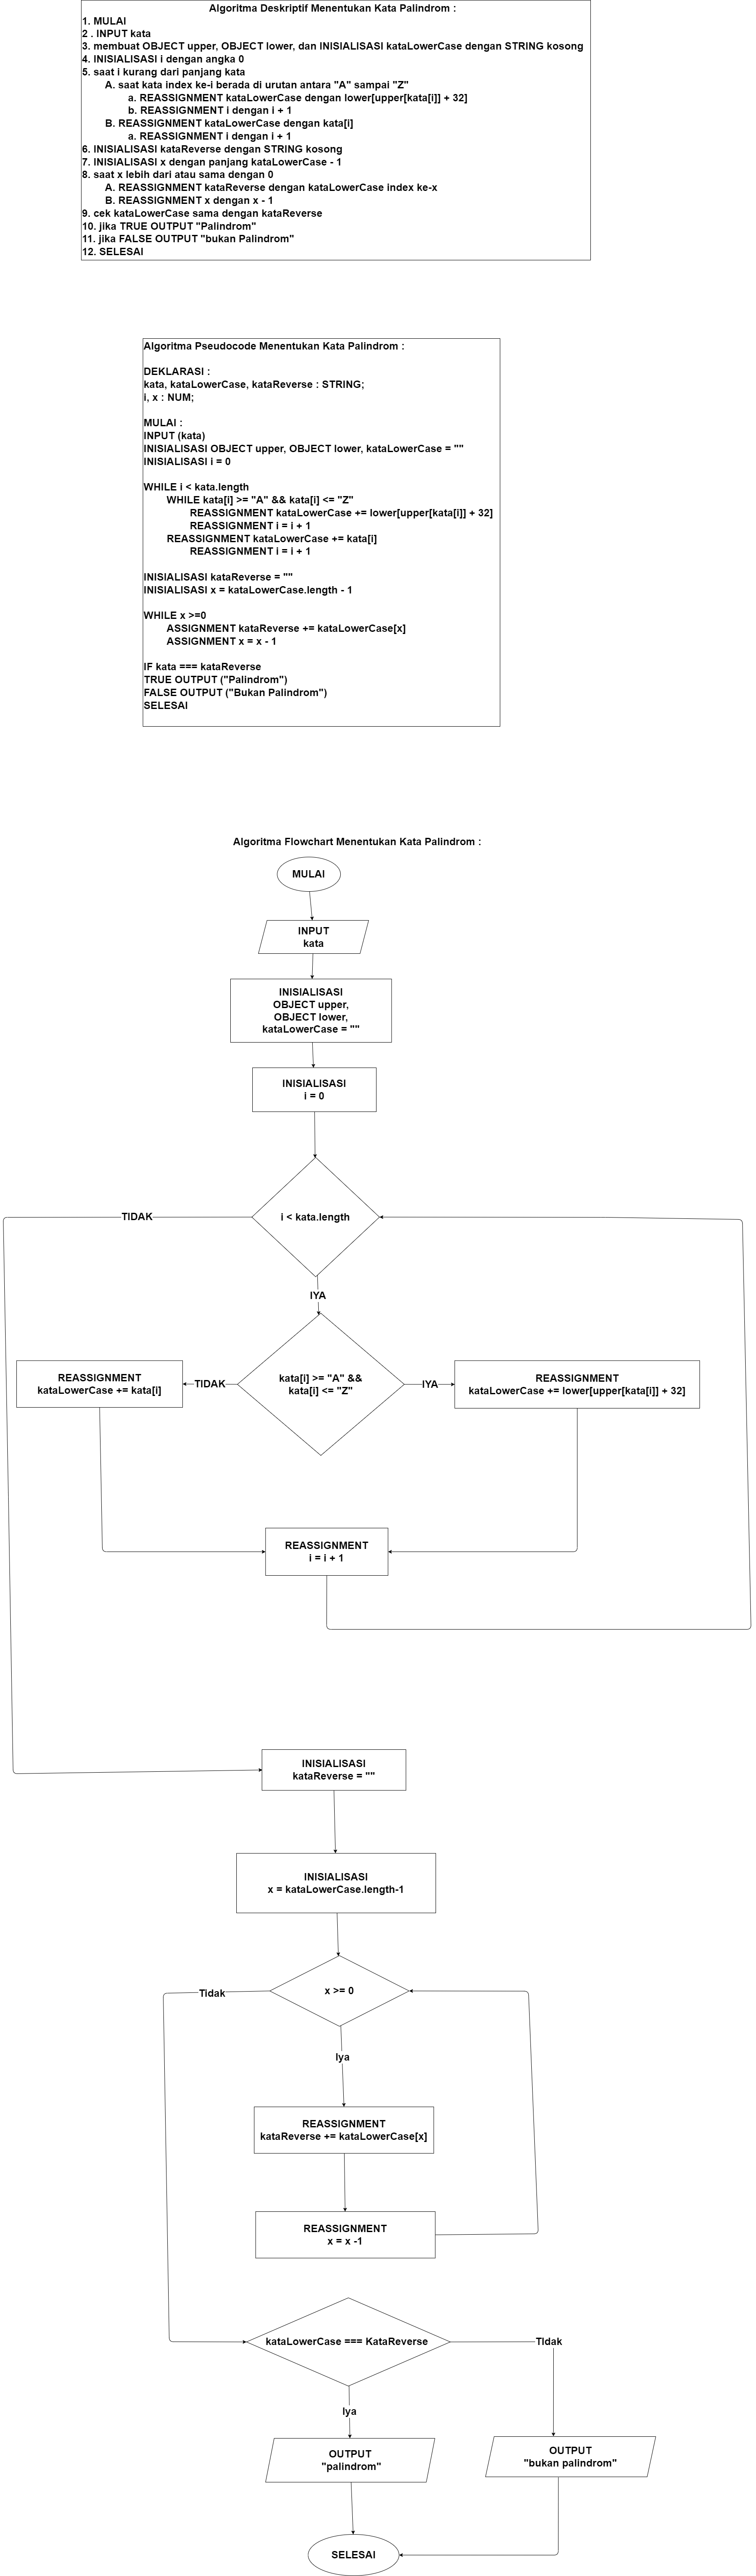 Algoritma Deskriptif Menentukan Kata Palindrom :
1. MULAI
2 . INPUT kata
3. membuat OBJECT upper, OBJECT lower, dan INISIALISASI kataLowerCase dengan STRING kosong
4. INISIALISASI i dengan angka 0
5. saat i kurang dari panjang kata
A. saat kata index ke-i berada di urutan antara "A" sampai "Z"
a. REASSIGNMENT kataLowerCase dengan lower[upper[kata[i]] + 32]
b. REASSIGNMENT i dengan i + 1
B. REASSIGNMENT kataLowerCase dengan kata[i]
a. REASSIGNMENT i dengan i + 1
6. INISIALISASI kataReverse dengan STRING kosong
7. INISIALISASI x dengan panjang kataLowerCase - 1
8. saat x lebih dari atau sama dengan 0
A. REASSIGNMENT kataReverse dengan kataLowerCase index ke-x
B. REASSIGNMENT x dengan x - 1
9. cek kataLowerCase sama dengan kataReverse
10. jika TRUE OUTPUT "Palindrom"
11. jika FALSE OUTPUT "bukan Palindrom"
12. SELESAI
Algoritma Pseudocode Menentukan Kata Palindrom :
DEKLARASI :
kata, kataLowerCase, kataReverse : STRING;
i, x : NUM;
MULAI :
INPUT (kata)
INISIALISASI OBJECT upper, OBJECT lower, kataLowerCase = ""
INISIALISASI i = 0
WHILE i < kata.length
WHILE kata[i] >= "A" && kata[i] <= "Z"
REASSIGNMENT kataLowerCase += lower[upper[kata[i]] + 32]
REASSIGNMENT i = i + 1
REASSIGNMENT kataLowerCase += kata[i]
REASSIGNMENT i = i + 1
INISIALISASI kataReverse = ""
INISIALISASI x = kataLowerCase.length - 1
WHILE x >=0
ASSIGNMENT kataReverse += kataLowerCase[x]
ASSIGNMENT x = x - 1
IF kata === kataReverse
TRUE OUTPUT ("Palindrom")
FALSE OUTPUT ("Bukan Palindrom")
SELESAI
Algoritma Flowchart Menentukan Kata Palindrom :
MULAI
INPUT
kata
INISIALISASI
OBJECT upper,
OBJECT lower,
kataLowerCase = ""
INISIALISASI
i = 0
TIDAK
i < kata.length
IYA
REASSIGNMENT
kataLowerCase += kata[i]
TIDAK
kata[i] >= "A" &&
kata[i] <= "Z"
IYA
REASSIGNMENT
kataLowerCase += lower[upper[kata[i]] + 32]
REASSIGNMENT
i = i + 1
INISIALISASI
kataReverse = ""
INISIALISASI
x = kataLowerCase.length-1
Tidak
x >= 0
Iya
REASSIGNMENT
kataReverse += kataLowerCase[x]
REASSIGNMENT
x = x -1
kataLowerCase === KataReverse
TIdak
Iya
OUTPUT
"palindrom"
OUTPUT
"bukan palindrom"
SELESAI